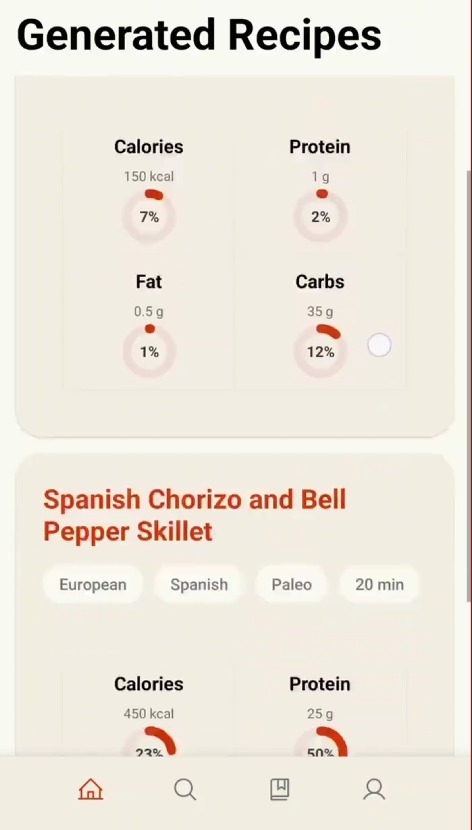 Generated Recipes
Calories Protein
150 kcal 1 g
7% 2%
Fat Carbs
0.5 g 35 g
1% 12%
Spanish Chorizo and Bell
Pepper Skillet
European Spanish Paleo 20 min
Calories Protein
450 kcal 25 g
23% 50%